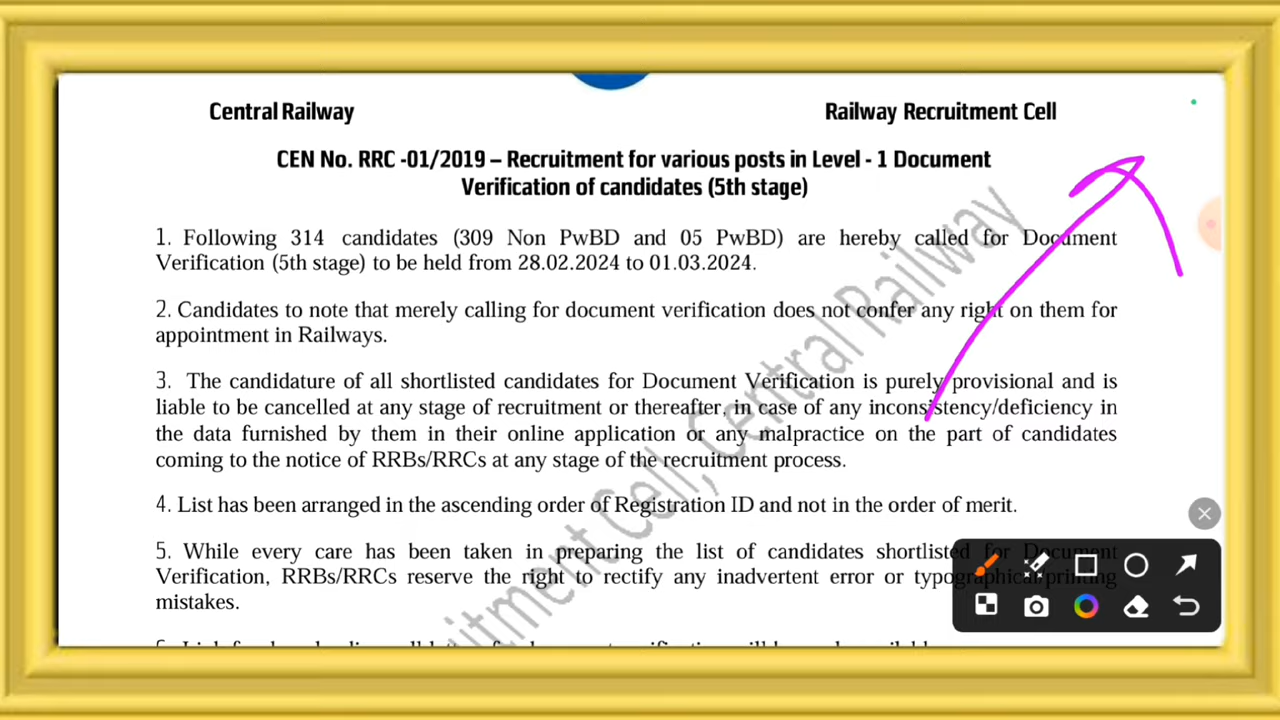 Central Railway Railway Recruitment Cell
CEN No. RRC -01/2019 – Recruitment for various posts in Level - 1 Document
Verification of candidates (5th stage)
1. Following 314 candidates (309 Non PwBD and 05 PwBD) are hereby called for Document
Verification (5th stage) to be held from 28.02.2024 to 01.03.2024.
2. Candidates to note that merely calling for document verification does not confer any right on them for
appointment in Railways.
3. The candidature of all shortlisted candidates for Document Verification is purely provisional and is
liable to be cancelled at any stage of recruitment or thereafter, in case of any inconsistency/deficiency in
the data furnished by them in their online application or any malpractice on the part of candidates
coming to the notice of RRBs/RRCs at any stage of the recruitment process.
4. List has been arranged in the ascending order of Registration ID and not in the order of merit.
5. While every care has been taken in preparing the list of candidates shortlisted for Document
Verification, RRBs/RRCs reserve the right to rectify any inadvertent error or typographical/printing
mistakes.
Cell, Central Railway